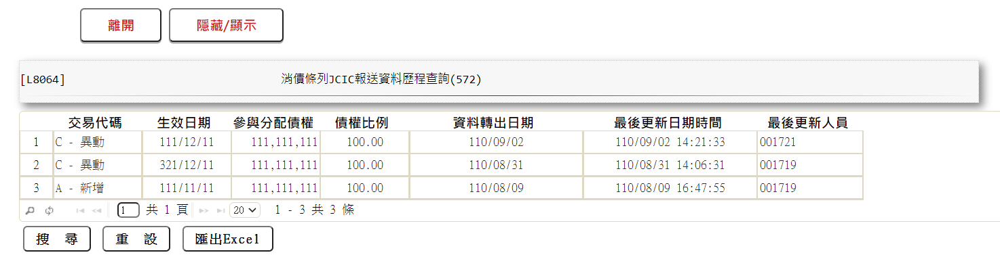 離開 隱藏/顯示
[L8064] 消債條列JCIC報送資料歷程查詢(572)
交易代碼 生效日期 參與分配債權 債權比例 資料轉出日期 最後更新日期時間 最後更新人員
1 C - 異動 111/12/11 111,111,111 100.00 110/09/02 110/09/02 14:21:33 001721
2 C - 異動 321/12/11 111,111,111 100.00 110/08/31 110/08/31 14:06:31 001719
3 A - 新增 111/11/11 111,111,111 100.00 110/08/09 110/08/09 16:47:55 001719
1 共 1 頁 20 1 - 3 共 3 條
搜 尋 重 設 匯出Excel